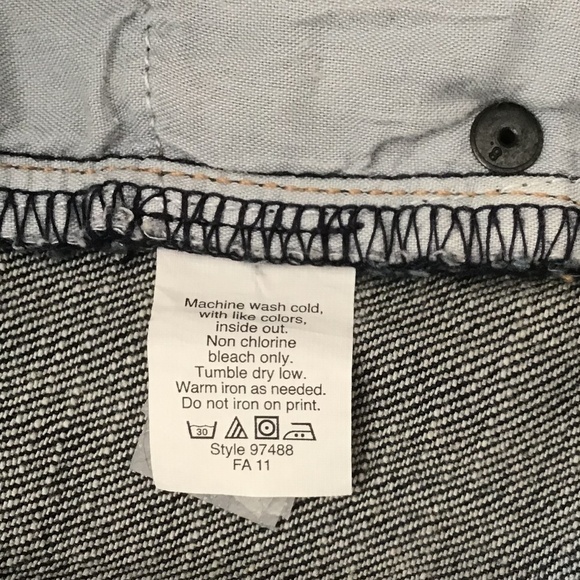 Machine wash cold,
with like colors,
inside out.
Non chlorine
bleach only.
Tumble dry low.
Warm iron as needed.
Do not iron on print.
30
Style 97488
FA 11